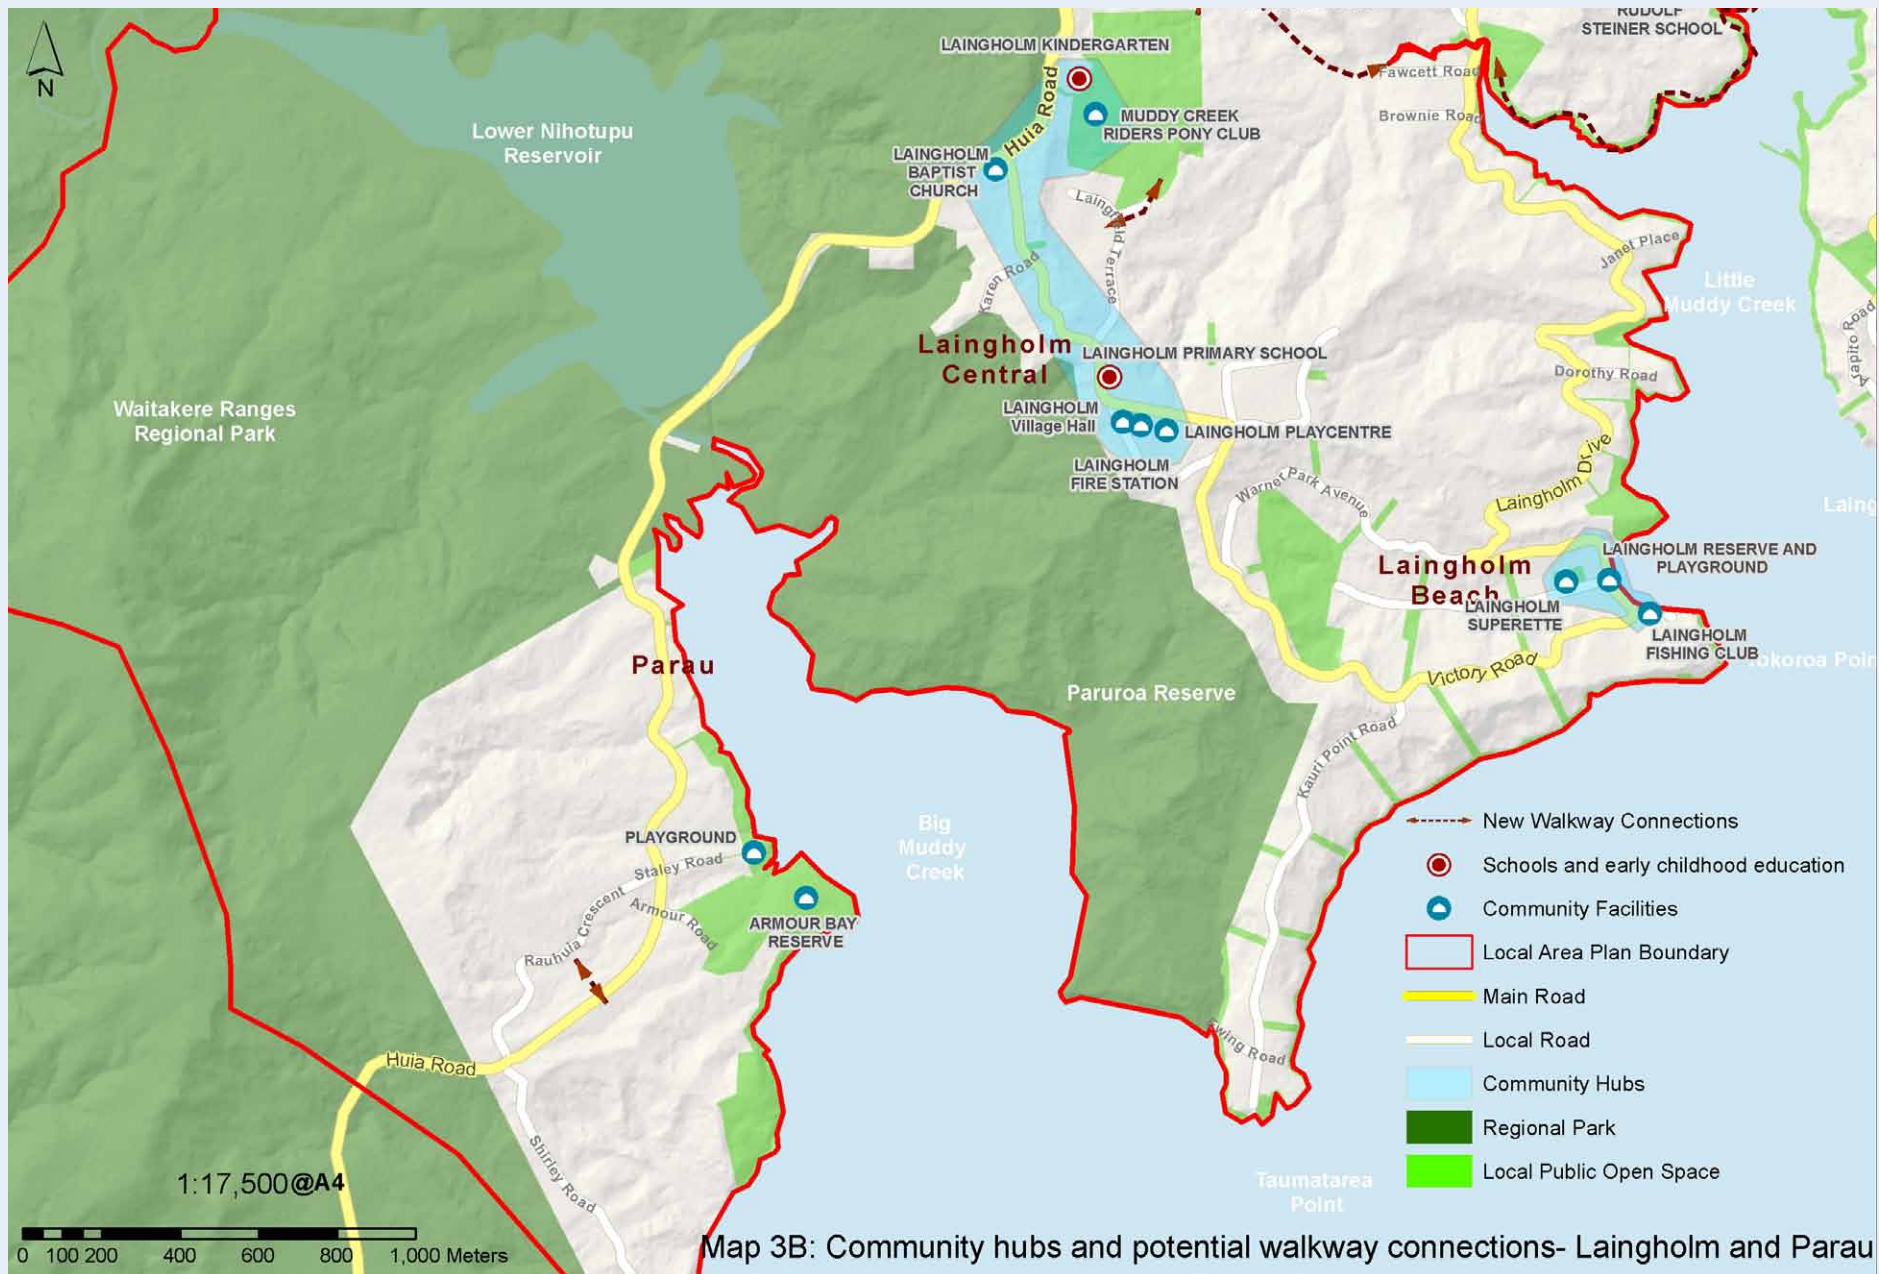 RUDOLF
STEINER SCHOOL
LAINGHOLM KINDERGARTEN
Fawcett Road
N
Huia Road
MUDDY CREEK
RIDERS PONY CLUB
Brownie Road
Lower Nihotupu
Reservoir
LAINGHOLM
BAPTIST
CHURCH
Laingfield Terrace
Janet Place
Karen Road
Little
Muddy Creek
Laingholm
Central
LAINGHOLM PRIMARY SCHOOL
Dorothy Road
Waitakere Ranges
Regional Park
LAINGHOLM
Village Hall
LAINGHOLM PLAYCENTRE
LAINGHOLM
FIRE STATION
Warner Park Avenue
Laingholm Drive
Laing
Laingholm
Beach
LAINGHOLM RESERVE AND
PLAYGROUND
LAINGHOLM
SUPERETTE
LAINGHOLM
FISHING CLUB
Parau
Victory Road
Paruroa Reserve
Kauri Point Road
Big
Muddy
Creek
PLAYGROUND
Staley Road
Rauhuia Crescent
Armour Road
ARMOUR BAY
RESERVE
Huia Road
Ewing Road
Shirley Road
Taumatarea
Point
New Walkway Connections
Schools and early childhood education
Community Facilities
Local Area Plan Boundary
Main Road
Local Road
Community Hubs
Regional Park
Local Public Open Space
1:17,500@A4
0 100 200 400 600 800 1,000 Meters
Map 3B: Community hubs and potential walkway connections- Laingholm and Parau